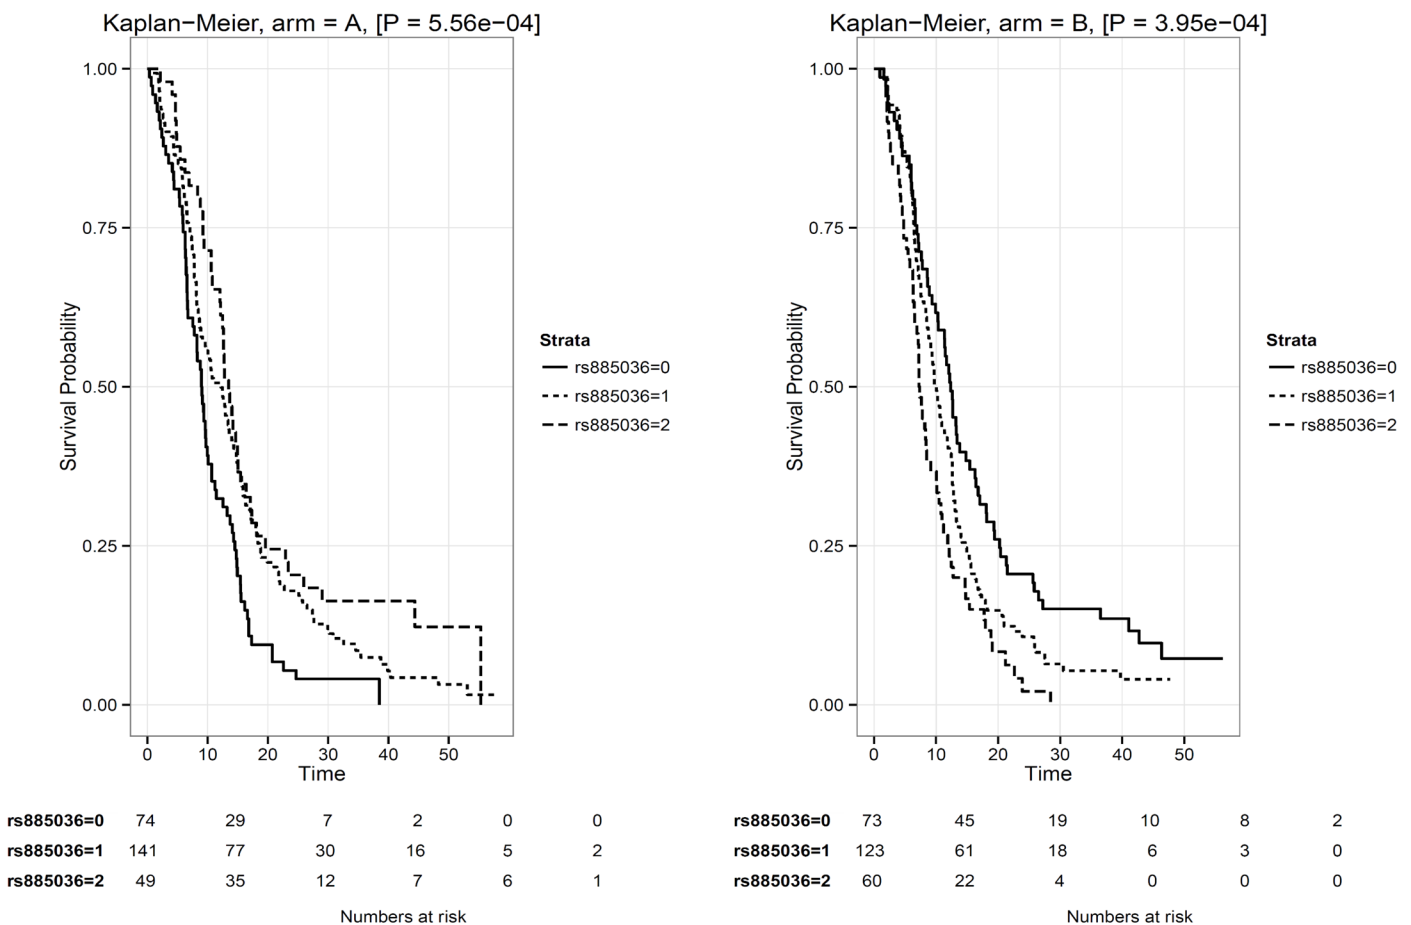 Kaplan−Meier, arm = A, [P = 5.56e−04]
1.00
0.75
0.50
0.25
0.00
Survival Probability
0 10 20 30 40 50
Time
Strata
rs885036=0
rs885036=1
rs885036=2
rs885036=0 74 29 7 2 0 0
rs885036=1 141 77 30 16 5 2
rs885036=2 49 35 12 7 6 1
Numbers at risk
Kaplan−Meier, arm = B, [P = 3.95e−04]
1.00
0.75
0.50
0.25
0.00
Survival Probability
0 10 20 30 40 50
Time
Strata
rs885036=0
rs885036=1
rs885036=2
rs885036=0 73 45 19 10 8 2
rs885036=1 123 61 18 6 3 0
rs885036=2 60 22 4 0 0 0
Numbers at risk